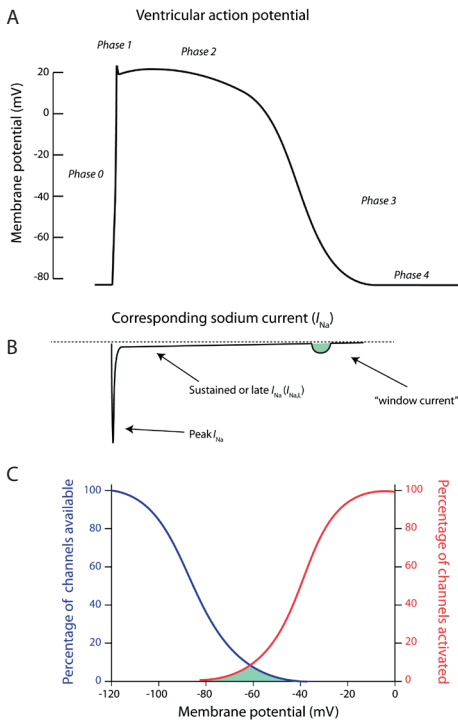 A
Ventricular action potential
Phase 1
Phase 2
20
0
-20
-40
-60
-80
Membrane potential (mV)
Phase 0
Phase 3
Phase 4
Corresponding sodium current (INa)
B
Sustained or late INa (INa,L)
"window current"
Peak INa
C
100
80
60
40
20
0
Percentage of channels available
100
80
60
40
20
0
Percentage of channels activated
-120 -100 -80 -60 -40 -20 0
Membrane potential (mV)